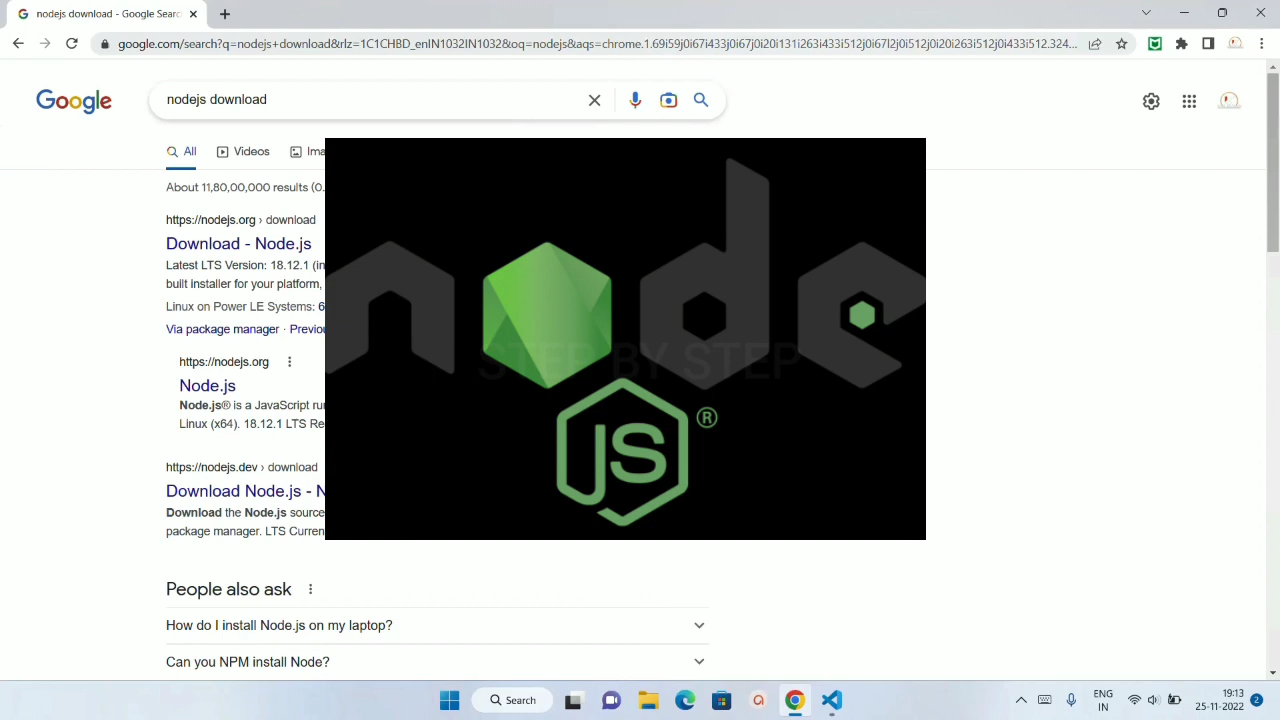 nodejs download - Google Searc
google.com/search?q=nodejs+download&rlz=1C1CHBD_enIN1032IN1032&oq=nodejs&aqs=chrome.1.69i59j0i67i433j0i67j0i20i131i263i433i512j0i67l2j0i512j0i20i263i512j0i433i512.324...
Google
nodejs download
All
Videos
Ima
About 11,80,00,000 results (0.
https://nodejs.org › download
Download - Node.js
Latest LTS Version: 18.12.1 (in
built installer for your platform,
Linux on Power LE Systems: 6
Via package manager · Previou
https://nodejs.org
Node.js
Node.js® is a JavaScript run
Linux (x64). 18.12.1 LTS Re
https://nodejs.dev › download
Download Node.js - N
Download the Node.js source
package manager. LTS Curren
node
STEP BY STEP
JS ®
People also ask
How do I install Node.js on my laptop?
Can you NPM install Node?
Search
ENG
IN
19:13
25-11-2022
2